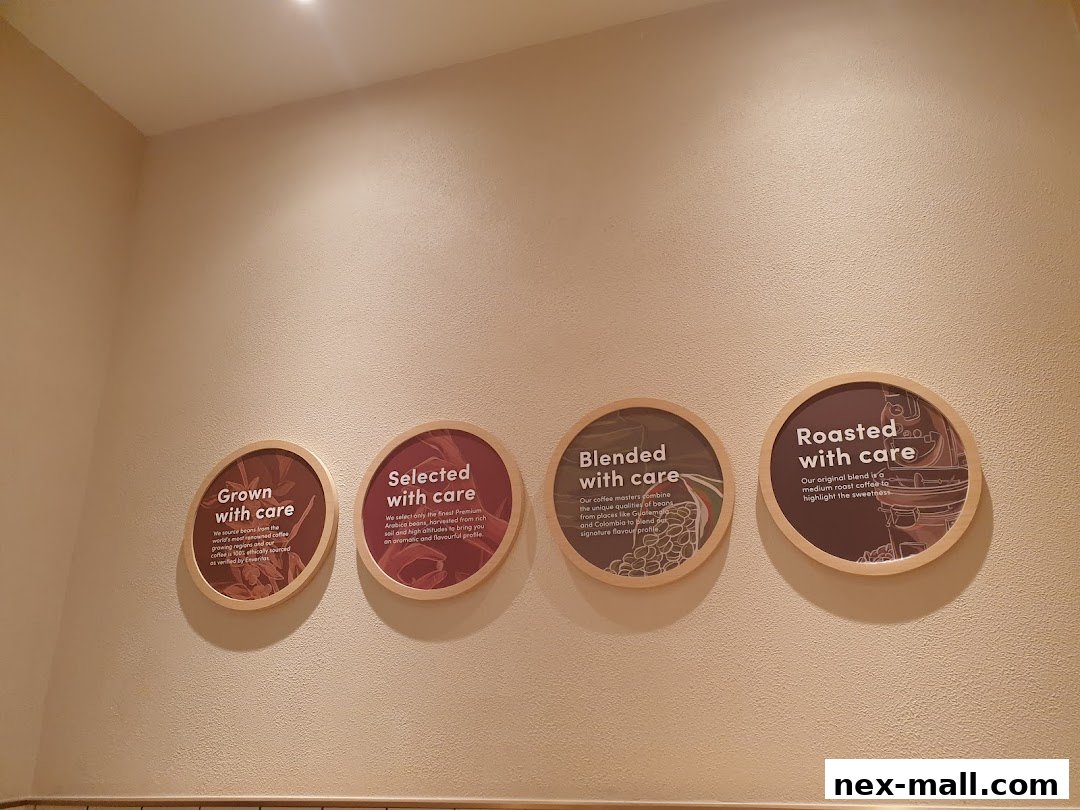 Grown
with care
We source beans from the
world's most renowned coffee
growing regions and our
coffee is 100% ethically sourced
as verified by Enveritas.
Selected
with care
We select only the finest Premium
Arabica beans, harvested from rich
soil and high altitudes to bring you
an aromatic and flavourful profile.
Blended
with care
Our coffee masters combine
the unique qualities of beans
from places like Guatemala
and Colombia to blend our
signature flavour profile.
Roasted
with care
Our original blend is a
medium roast coffee to
highlight the sweetness.
nex-mall.com